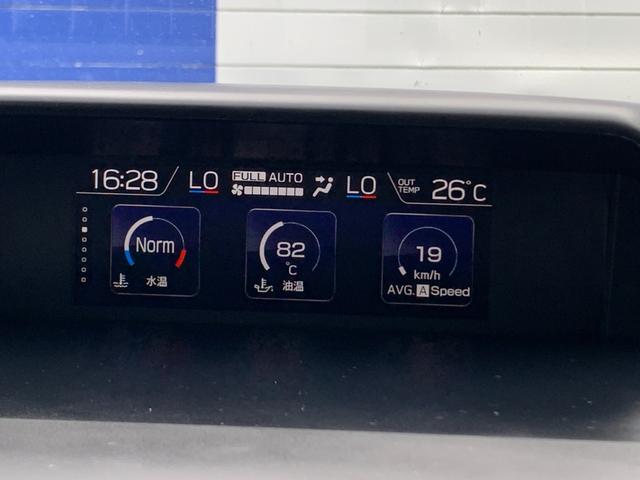 16:28 LO FULL AUTO LO OUT TEMP 26°C
Norm
水温
82
°C
油温
19
km/h
AVG. A Speed